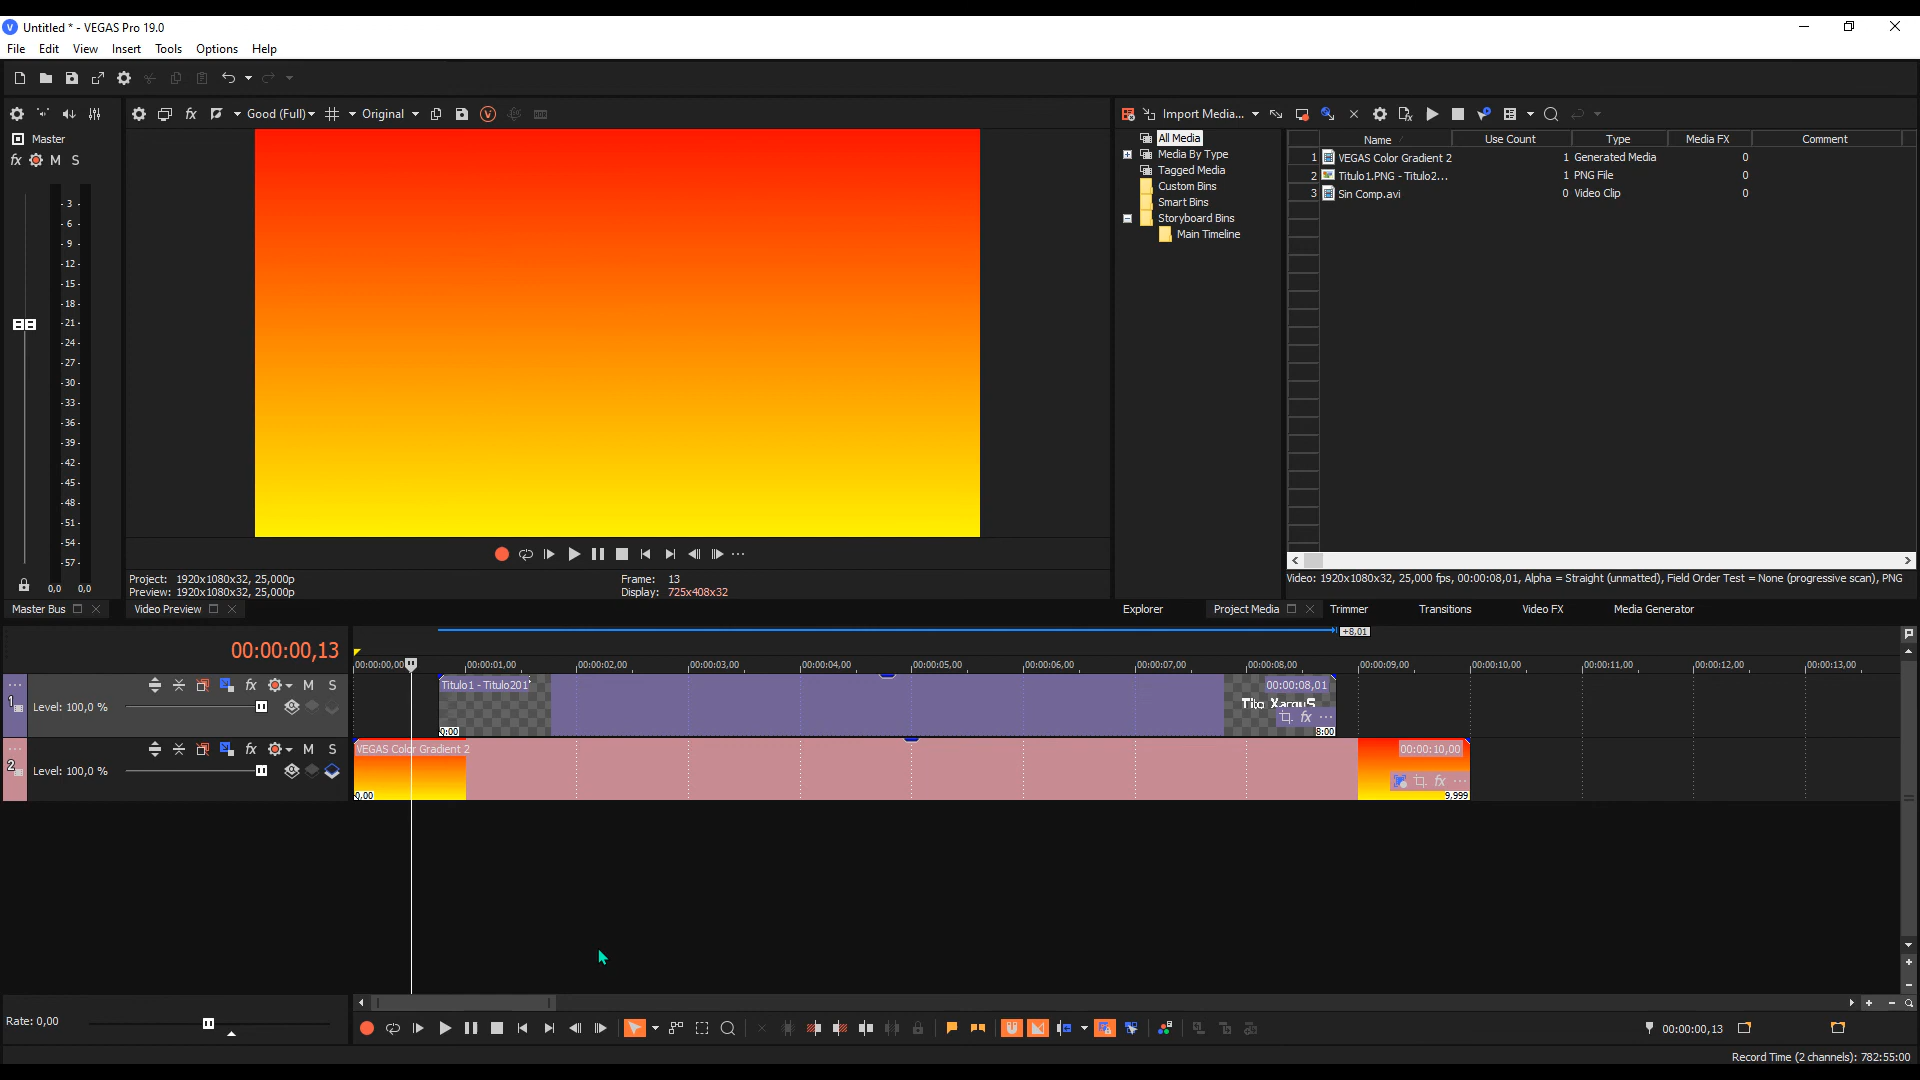 Untitled * - VEGAS Pro 19.0
File Edit View Insert Tools Options Help
Good (Full) Original
Import Media...
Master
M S
- 3 -
- 6 -
- 9 -
-12-
-15-
-18-
-21-
-24-
-27-
-30-
-33-
-36-
-39-
-42-
-45-
-48-
-51-
-54-
-57-
0,0 0,0
All Media
Media By Type
Tagged Media
Custom Bins
Smart Bins
Storyboard Bins
Main Timeline
Name Use Count Type Media FX Comment
1 VEGAS Color Gradient 2 1 Generated Media 0
2 Titulo1.PNG - Titulo2... 1 PNG File 0
3 Sin Comp.avi 0 Video Clip 0
Project: 1920x1080x32, 25,000p
Preview: 1920x1080x32, 25,000p
Frame: 13
Display: 725x408x32
Video: 1920x1080x32, 25,000 fps, 00:00:08,01, Alpha = Straight (unmatted), Field Order Test = None (progressive scan), PNG
Master Bus Video Preview
Explorer Project Media Trimmer Transitions Video FX Media Generator
+8,01
00:00:00,13
00:00:00,00 00:00:01,00 00:00:02,00 00:00:03,00 00:00:04,00 00:00:05,00 00:00:06,00 00:00:07,00 00:00:08,00 00:00:09,00 00:00:10,00 00:00:11,00 00:00:12,00 00:00:13,00
1 fx M S
Level: 100,0 %
Titulo1 - Titulo201 00:00:08,01
Tito XarquS
fx
0:00 8:00
2 fx M S
Level: 100,0 %
VEGAS Color Gradient 2 00:00:10,00
fx
0,00 9,999
Rate: 0,00
00:00:00,13
Record Time (2 channels): 782:55:00